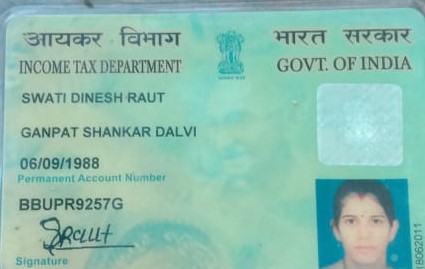 आयकर विभाग
भारत सरकार
INCOME TAX DEPARTMENT
GOVT. OF INDIA
SWATI DINESH RAUT
GANPAT SHANKAR DALVI
06/09/1988
Permanent Account Number
BBUPR9257G
SRaut
Signature
18062011